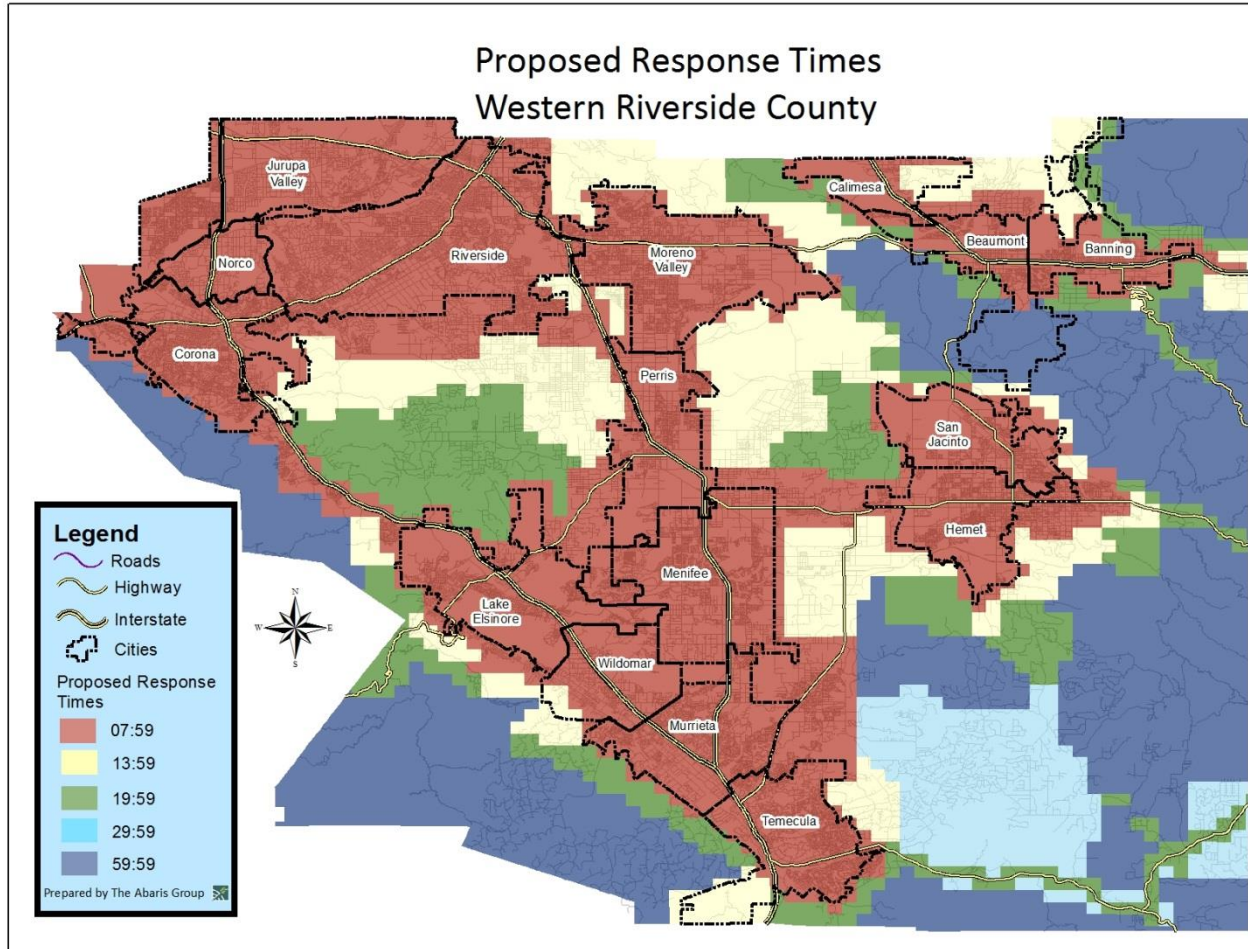 Proposed Response Times
Western Riverside County
Jurupa
Valley
Calimesa
Norco
Riverside
Moreno
Valley
Beaumont
Banning
Corona
Perris
San
Jacinto
Hemet
Menifee
Lake
Elsinore
Wildomar
Murrieta
Temecula
Legend
Roads
Highway
Interstate
Cities
Proposed Response
Times
07:59
13:59
19:59
29:59
59:59
Prepared by The Abaris Group
N
W
E
S